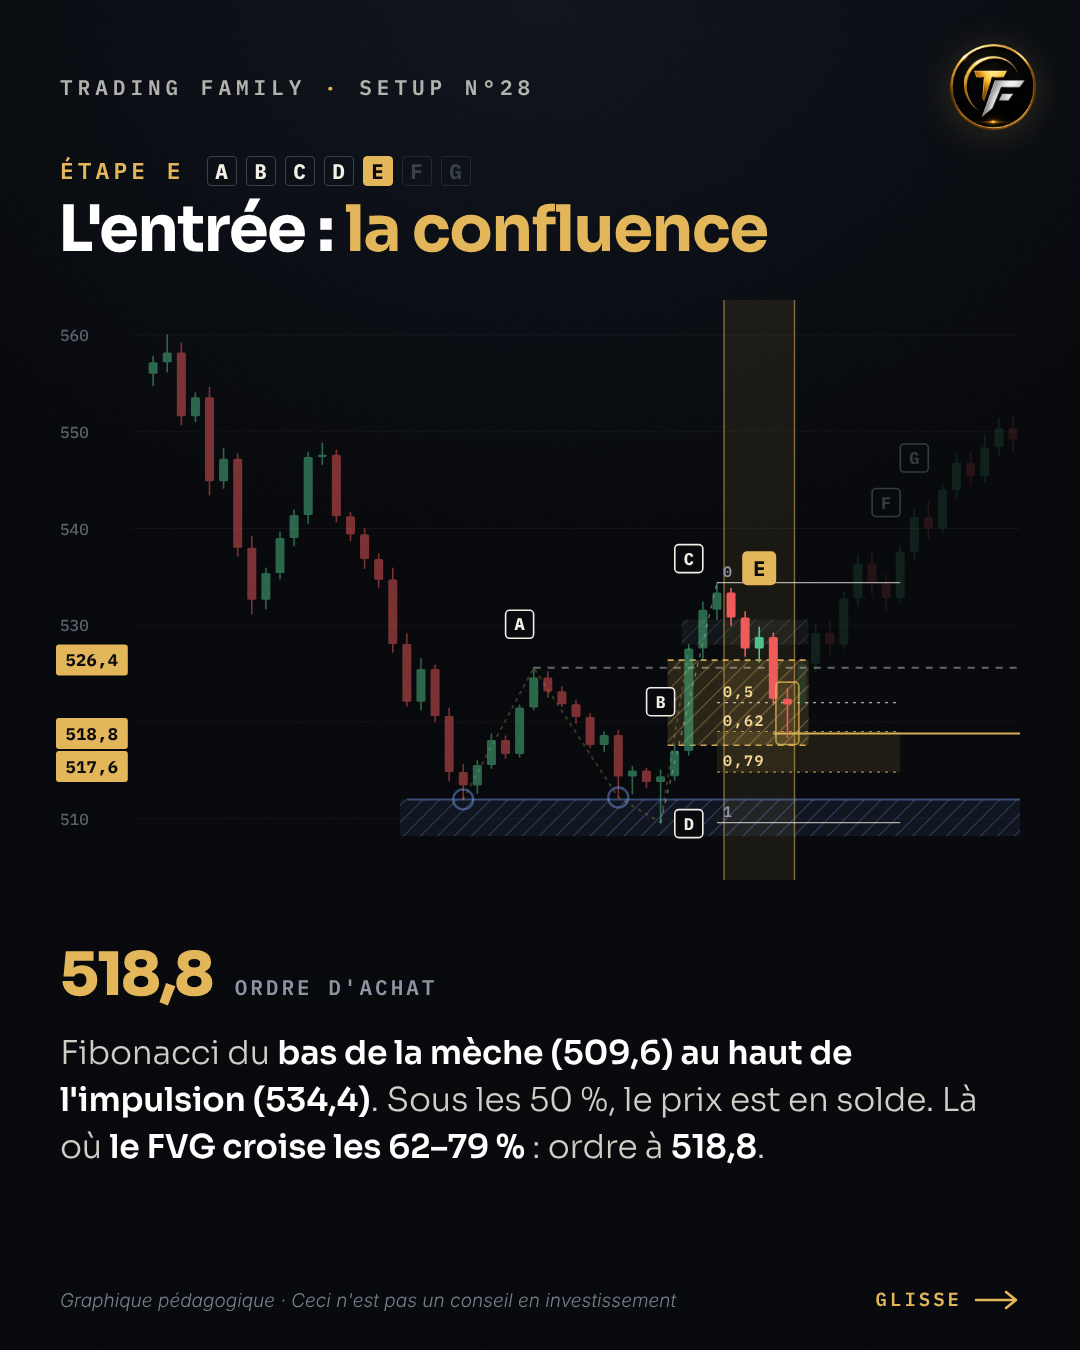 TRADING FAMILY · SETUP N°28
TF
ÉTAPE E A B C D E F G
L'entrée : la confluence
560
550
540
530
526,4
518,8
517,6
510
A
B
C
D
E
F
G
0
0,5
0,62
0,79
1
518,8 ORDRE D'ACHAT
Fibonacci du bas de la mèche (509,6) au haut de
l'impulsion (534,4). Sous les 50 %, le prix est en solde. Là
où le FVG croise les 62–79 % : ordre à 518,8.
Graphique pédagogique · Ceci n'est pas un conseil en investissement
GLISSE →